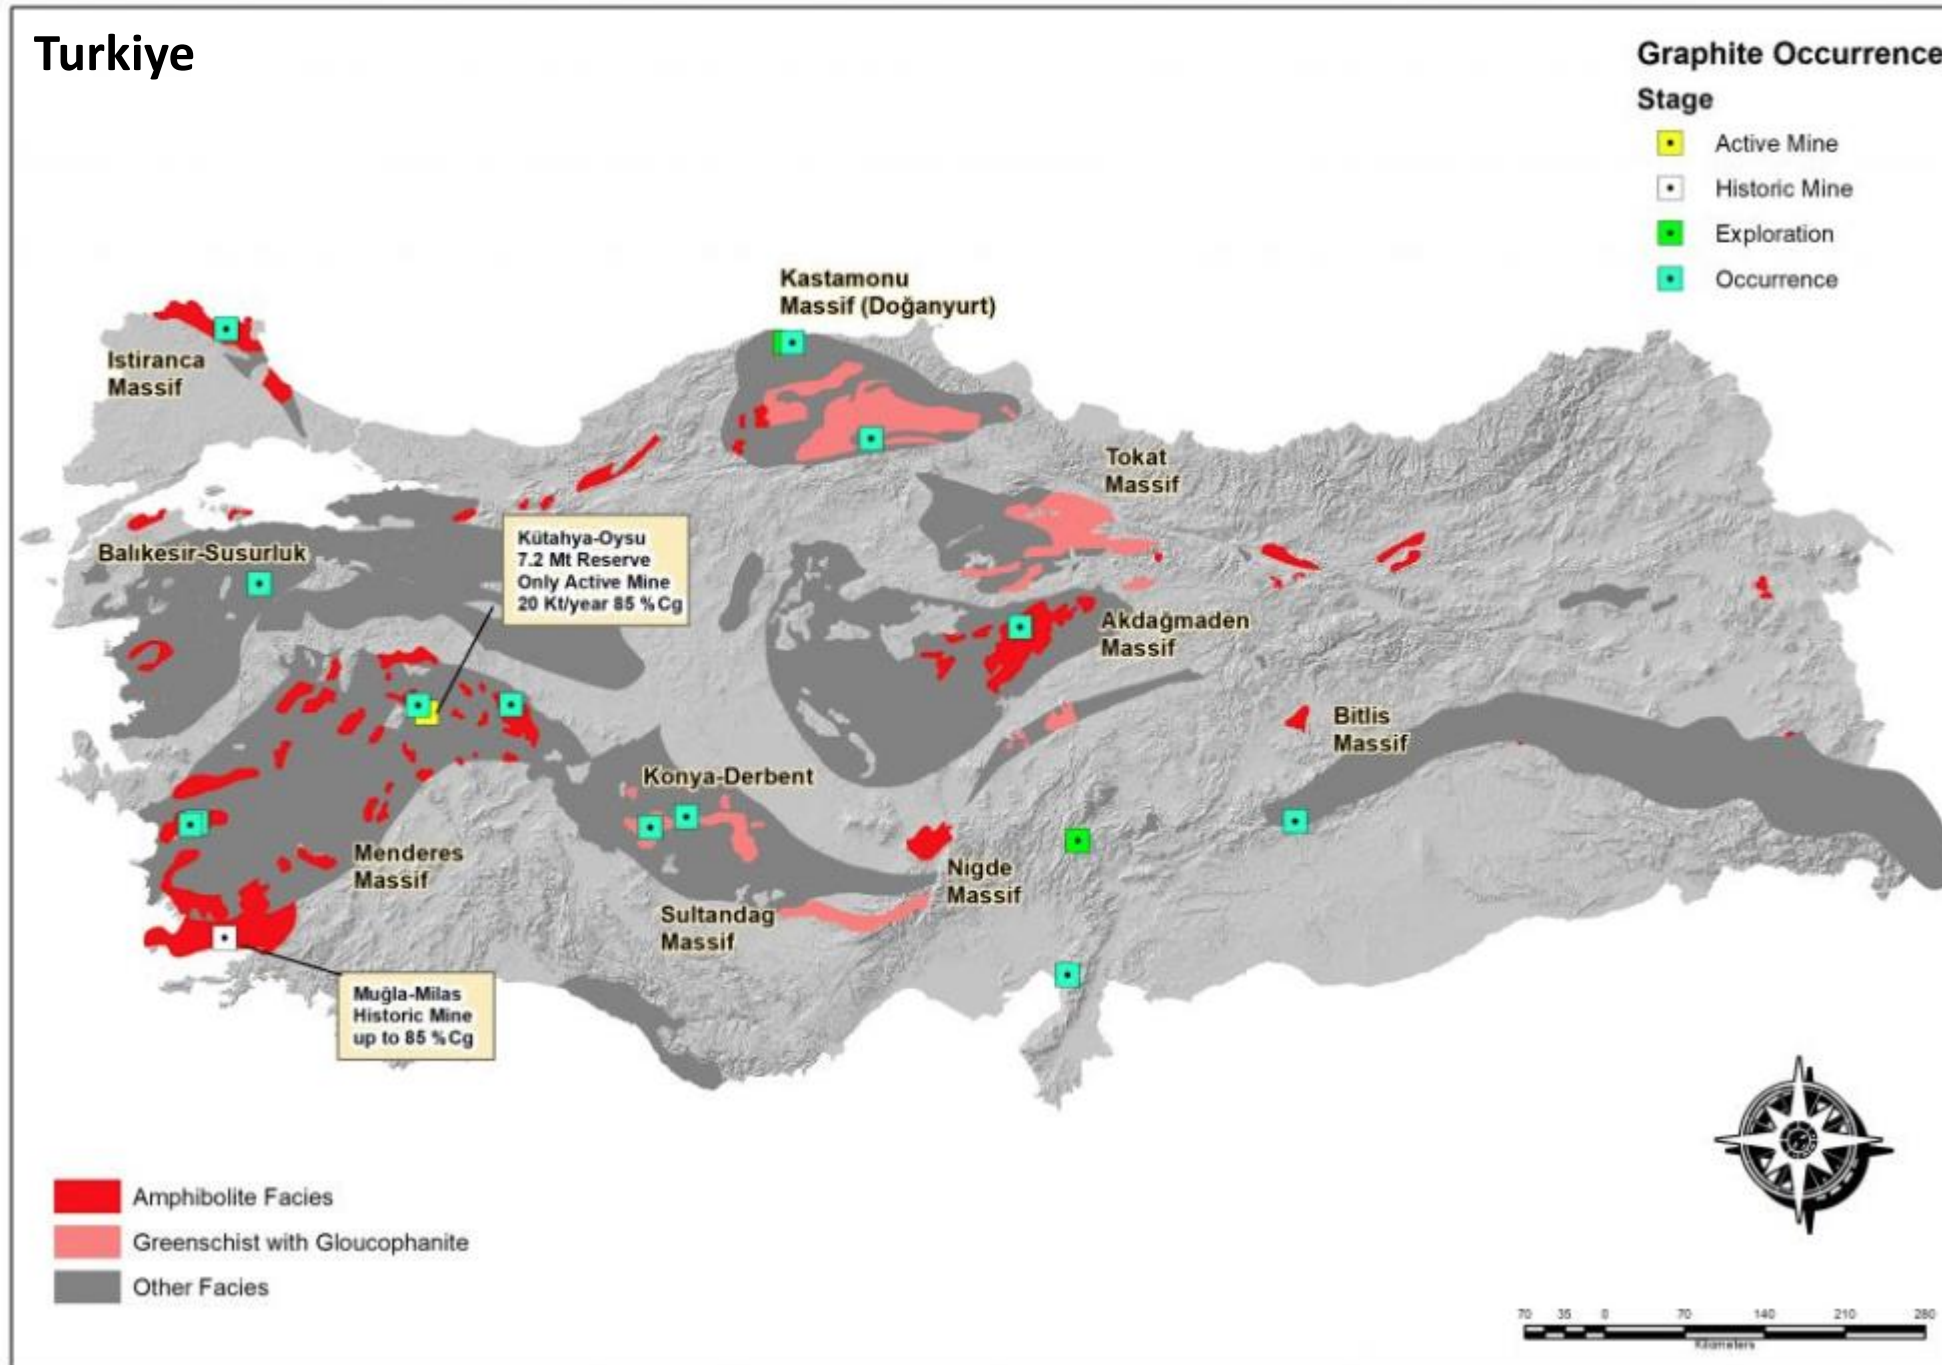 Turkiye
Graphite Occurrence
Stage
Active Mine
Historic Mine
Exploration
Occurrence
Kastamonu
Massif (Doğanyurt)
Istiranca
Massif
Tokat
Massif
Balıkesir-Susurluk
Kütahya-Oysu
7.2 Mt Reserve
Only Active Mine
20 Kt/year 85 %Cg
Akdağmaden
Massif
Bitlis
Massif
Konya-Derbent
Menderes
Massif
Nigde
Massif
Sultandag
Massif
Muğla-Milas
Historic Mine
up to 85 %Cg
Amphibolite Facies
Greenschist with Gloucophanite
Other Facies
70 35 0 70 140 210 280
Kilometers